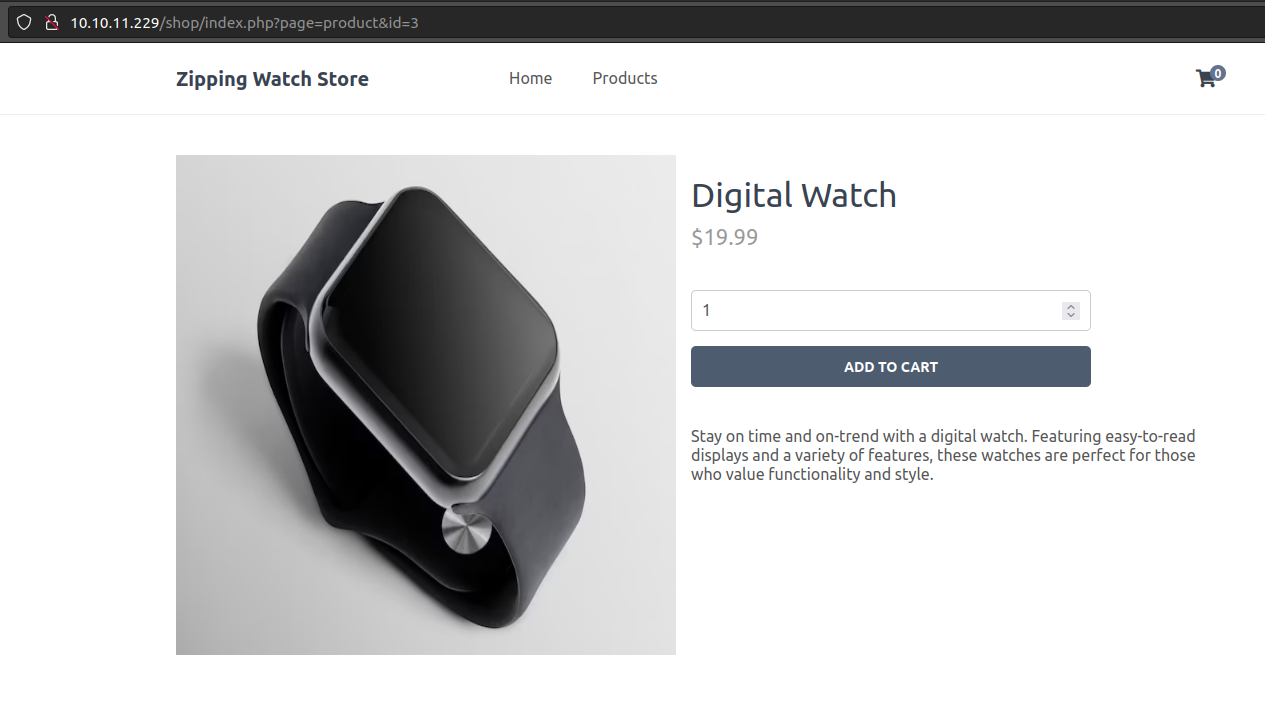 10.10.11.229/shop/index.php?page=product&id=3
Zipping Watch Store Home Products 0
Digital Watch
$19.99
1
ADD TO CART
Stay on time and on-trend with a digital watch. Featuring easy-to-read
displays and a variety of features, these watches are perfect for those
who value functionality and style.